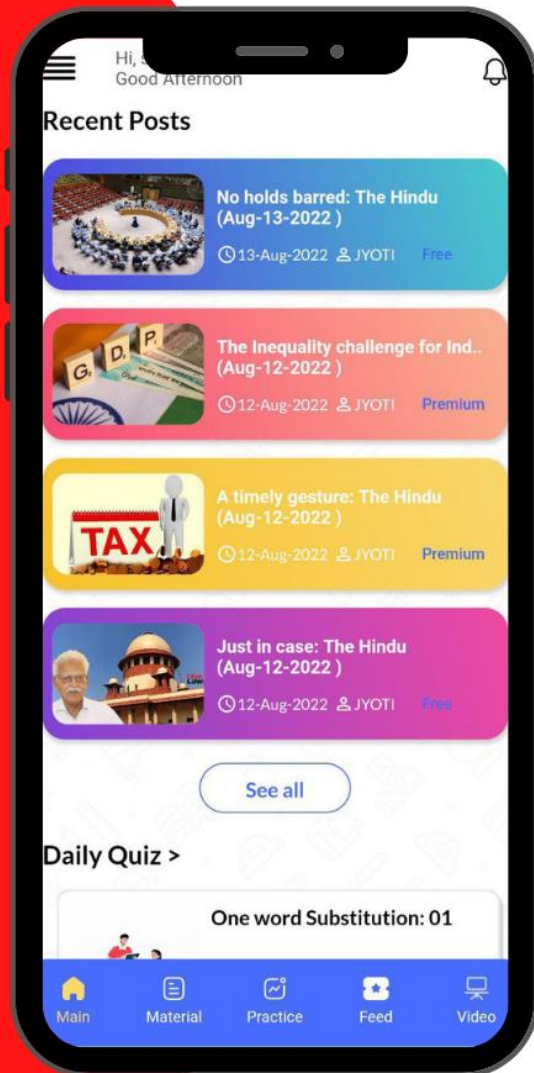 Hi,
Good Afternoon
Recent Posts
No holds barred: The Hindu
(Aug-13-2022 )
13-Aug-2022 JYOTI Free
G D P
The Inequality challenge for Ind..
(Aug-12-2022 )
12-Aug-2022 JYOTI Premium
TAX
A timely gesture: The Hindu
(Aug-12-2022 )
12-Aug-2022 JYOTI Premium
Just in case: The Hindu
(Aug-12-2022 )
12-Aug-2022 JYOTI Free
See all
Daily Quiz >
One word Substitution: 01
Main Material Practice Feed Video